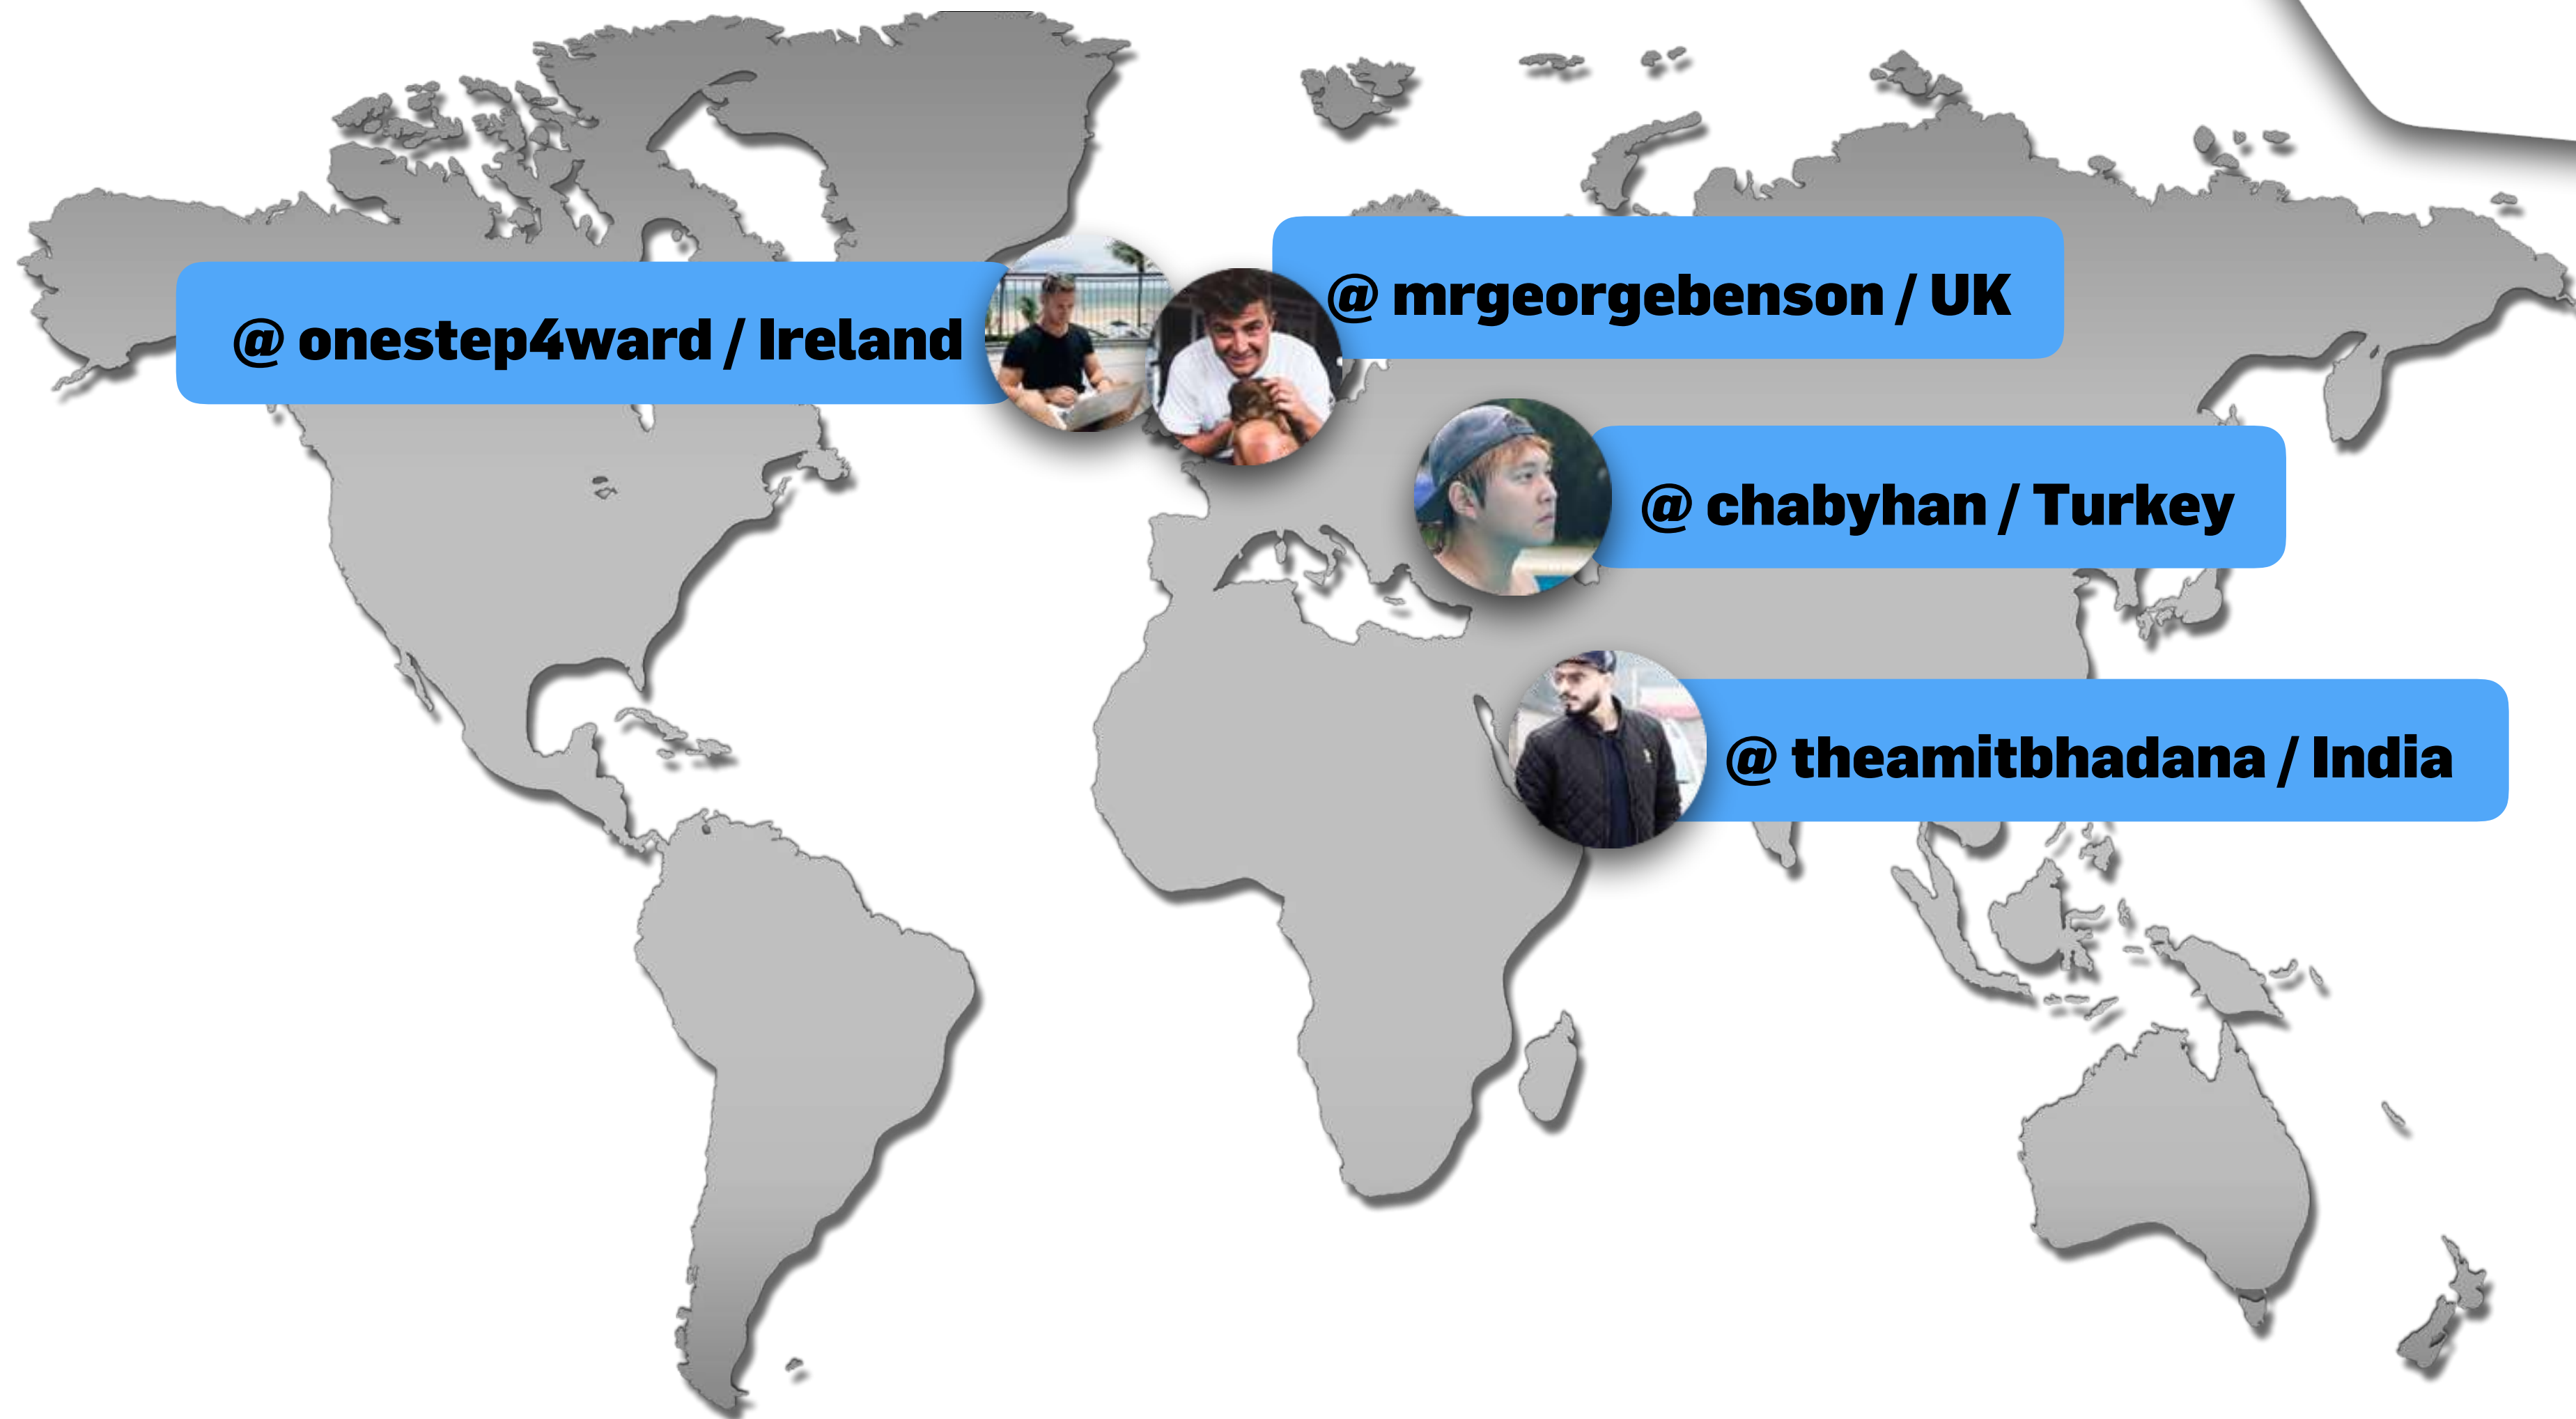 @ mrgeorgebenson / UK
@ onestep4ward / Ireland
@ chabyhan / Turkey
@ theamitbhadana / India